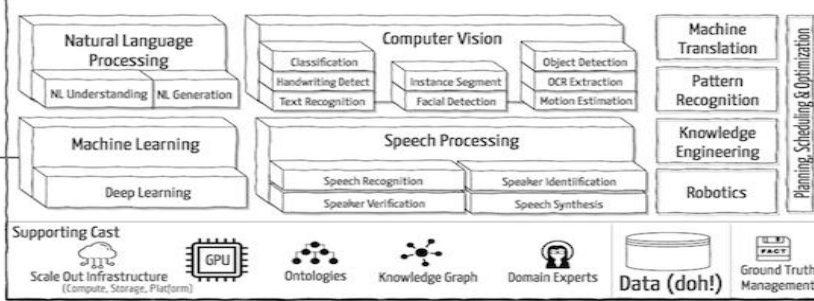 Natural Language
Processing
NL Understanding
NL Generation
Computer Vision
Classification
Handwriting Detect
Text Recognition
Instance Segment
Facial Detection
Object Detection
OCR Extraction
Motion Estimation
Machine
Translation
Pattern
Recognition
Knowledge
Engineering
Robotics
Planning, Scheduling & Optimization
Machine Learning
Deep Learning
Speech Processing
Speech Recognition
Speaker Identiification
Speaker Verification
Speech Synthesis
Supporting Cast
Scale Out Infrastructure
(Compute, Storage, Platform)
GPU
Ontologies
Knowledge Graph
Domain Experts
Data (doh!)
FACT
Ground Truth
Management